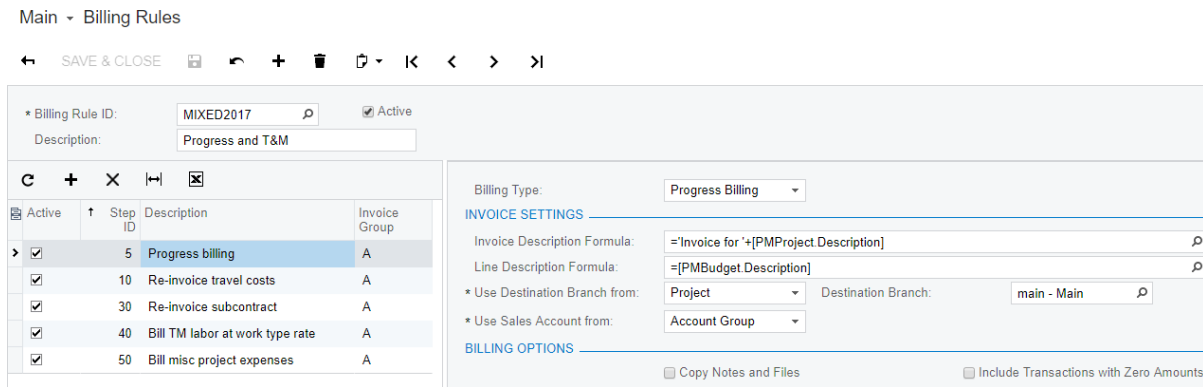 Main Billing Rules
SAVE & CLOSE
* Billing Rule ID: MIXED2017 Active
Description: Progress and T&M
Billing Type: Progress Billing
INVOICE SETTINGS
Invoice Description Formula: ='Invoice for '+[PMProject.Description]
Line Description Formula: =[PMBudget.Description]
* Use Destination Branch from: Project Destination Branch: main - Main
* Use Sales Account from: Account Group
BILLING OPTIONS
Copy Notes and Files Include Transactions with Zero Amounts
Active Step ID Description Invoice Group
5 Progress billing A
10 Re-invoice travel costs A
30 Re-invoice subcontract A
40 Bill TM labor at work type rate A
50 Bill misc project expenses A